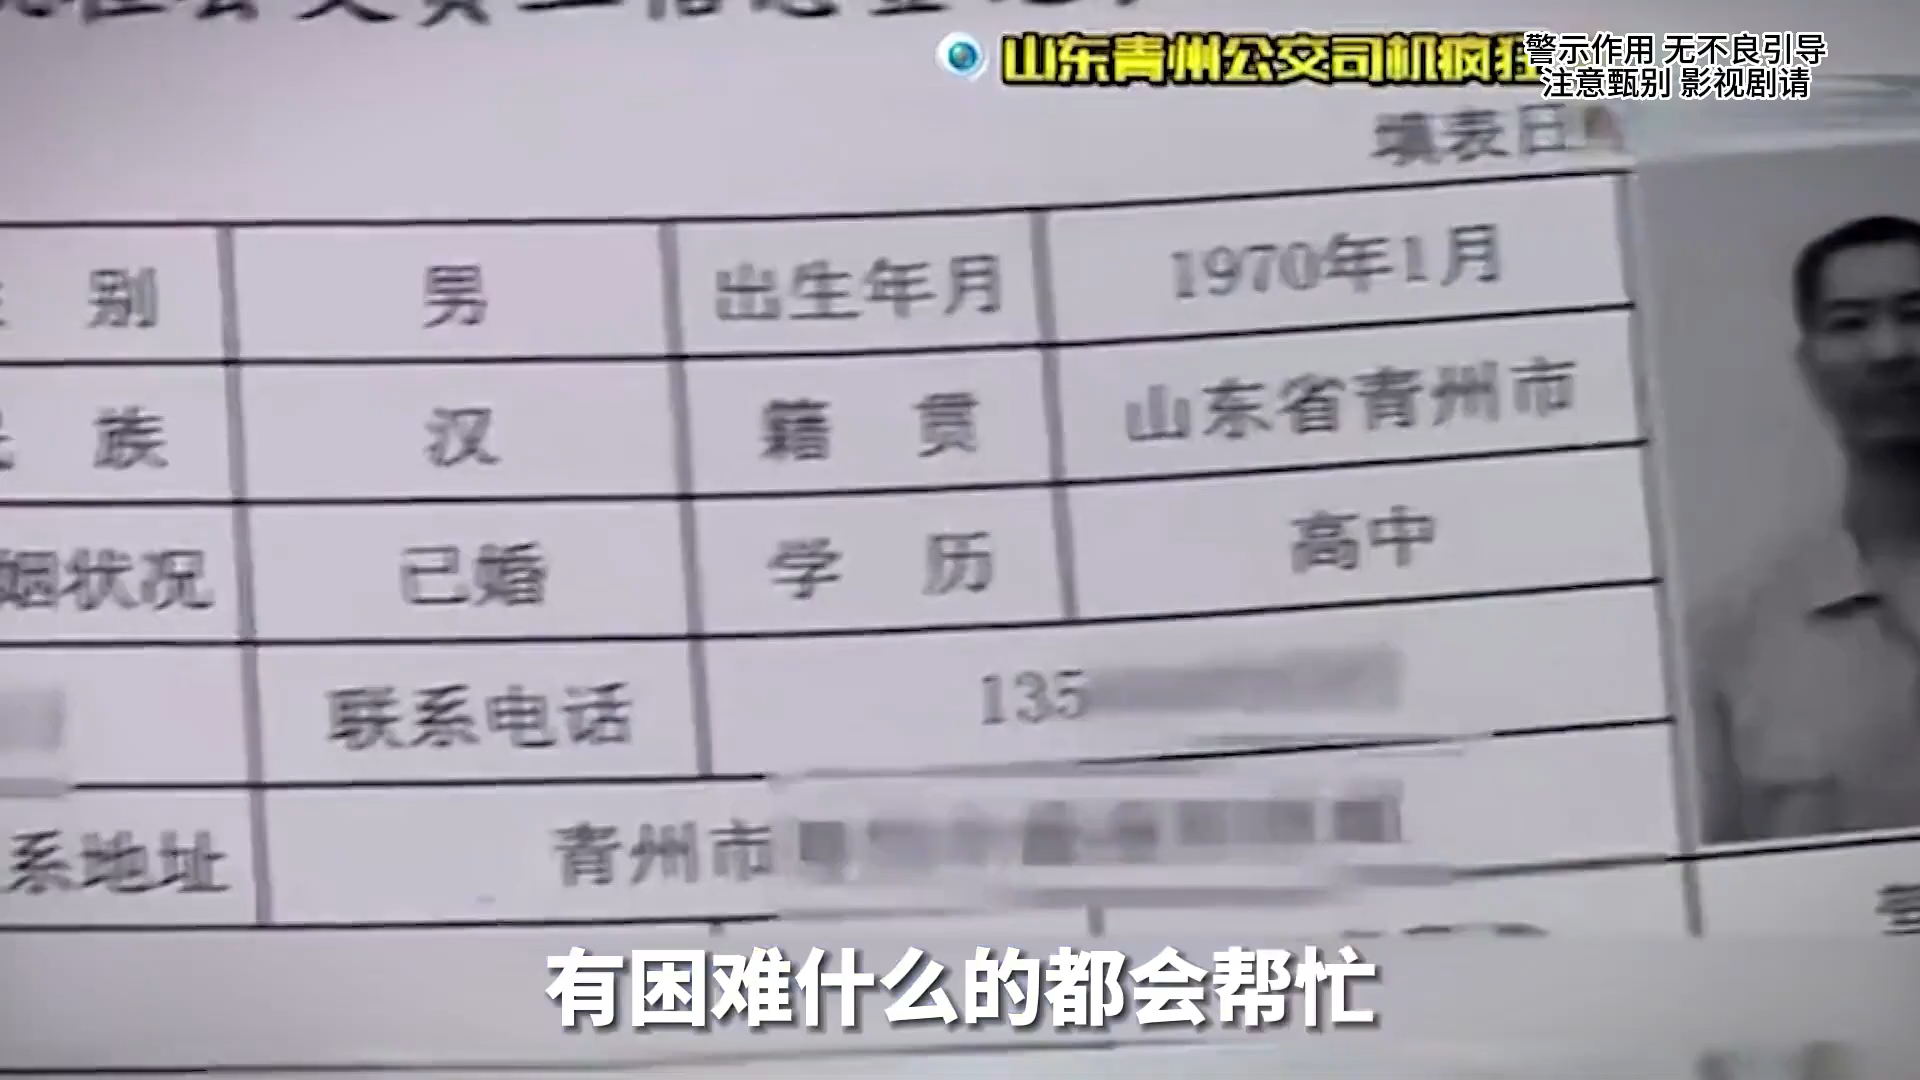 山东青州公交司机疯狂
警示作用 无不良引导
注意甄别 影视剧请
填表日
别 男 出生年月 1970年1月
族 汉 籍 贯 山东省青州市
姻状况 已婚 学 历 高中
联系电话 135
系地址 青州市
有困难什么的都会帮忙